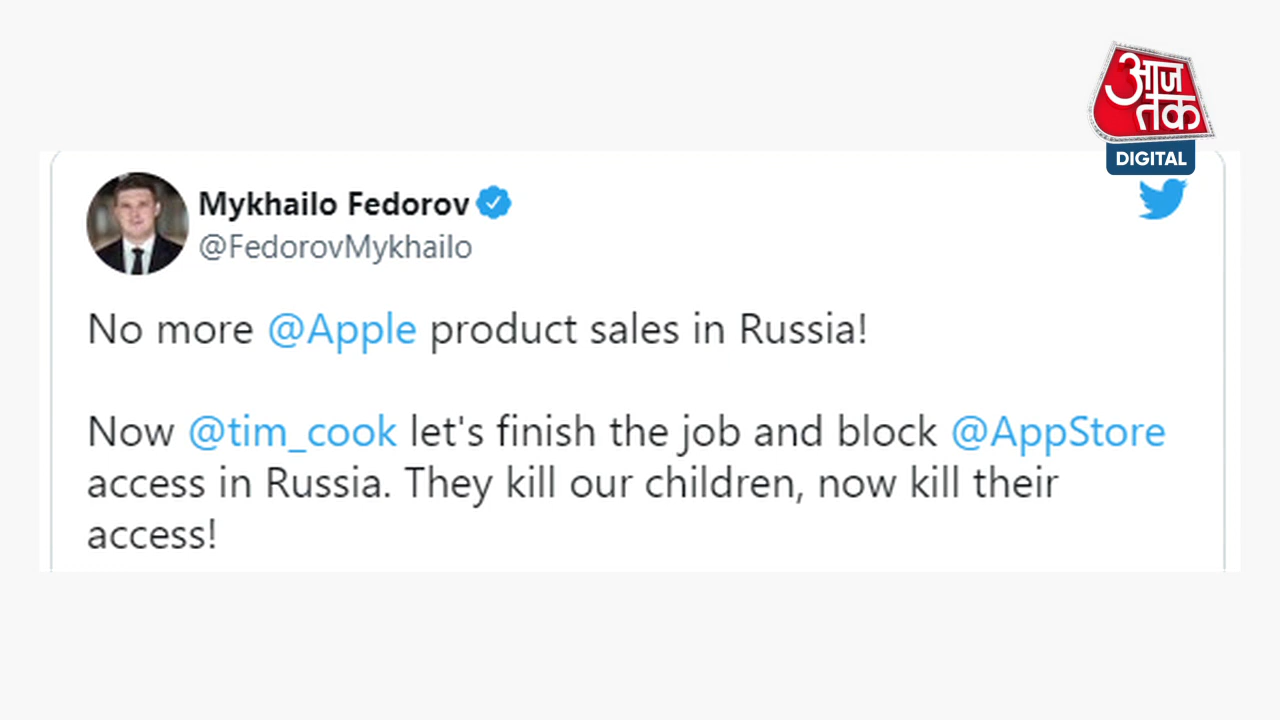 आज
तक
DIGITAL
Mykhailo Fedorov
@FedorovMykhailo
No more @Apple product sales in Russia!
Now @tim_cook let's finish the job and block @AppStore
access in Russia. They kill our children, now kill their
access!